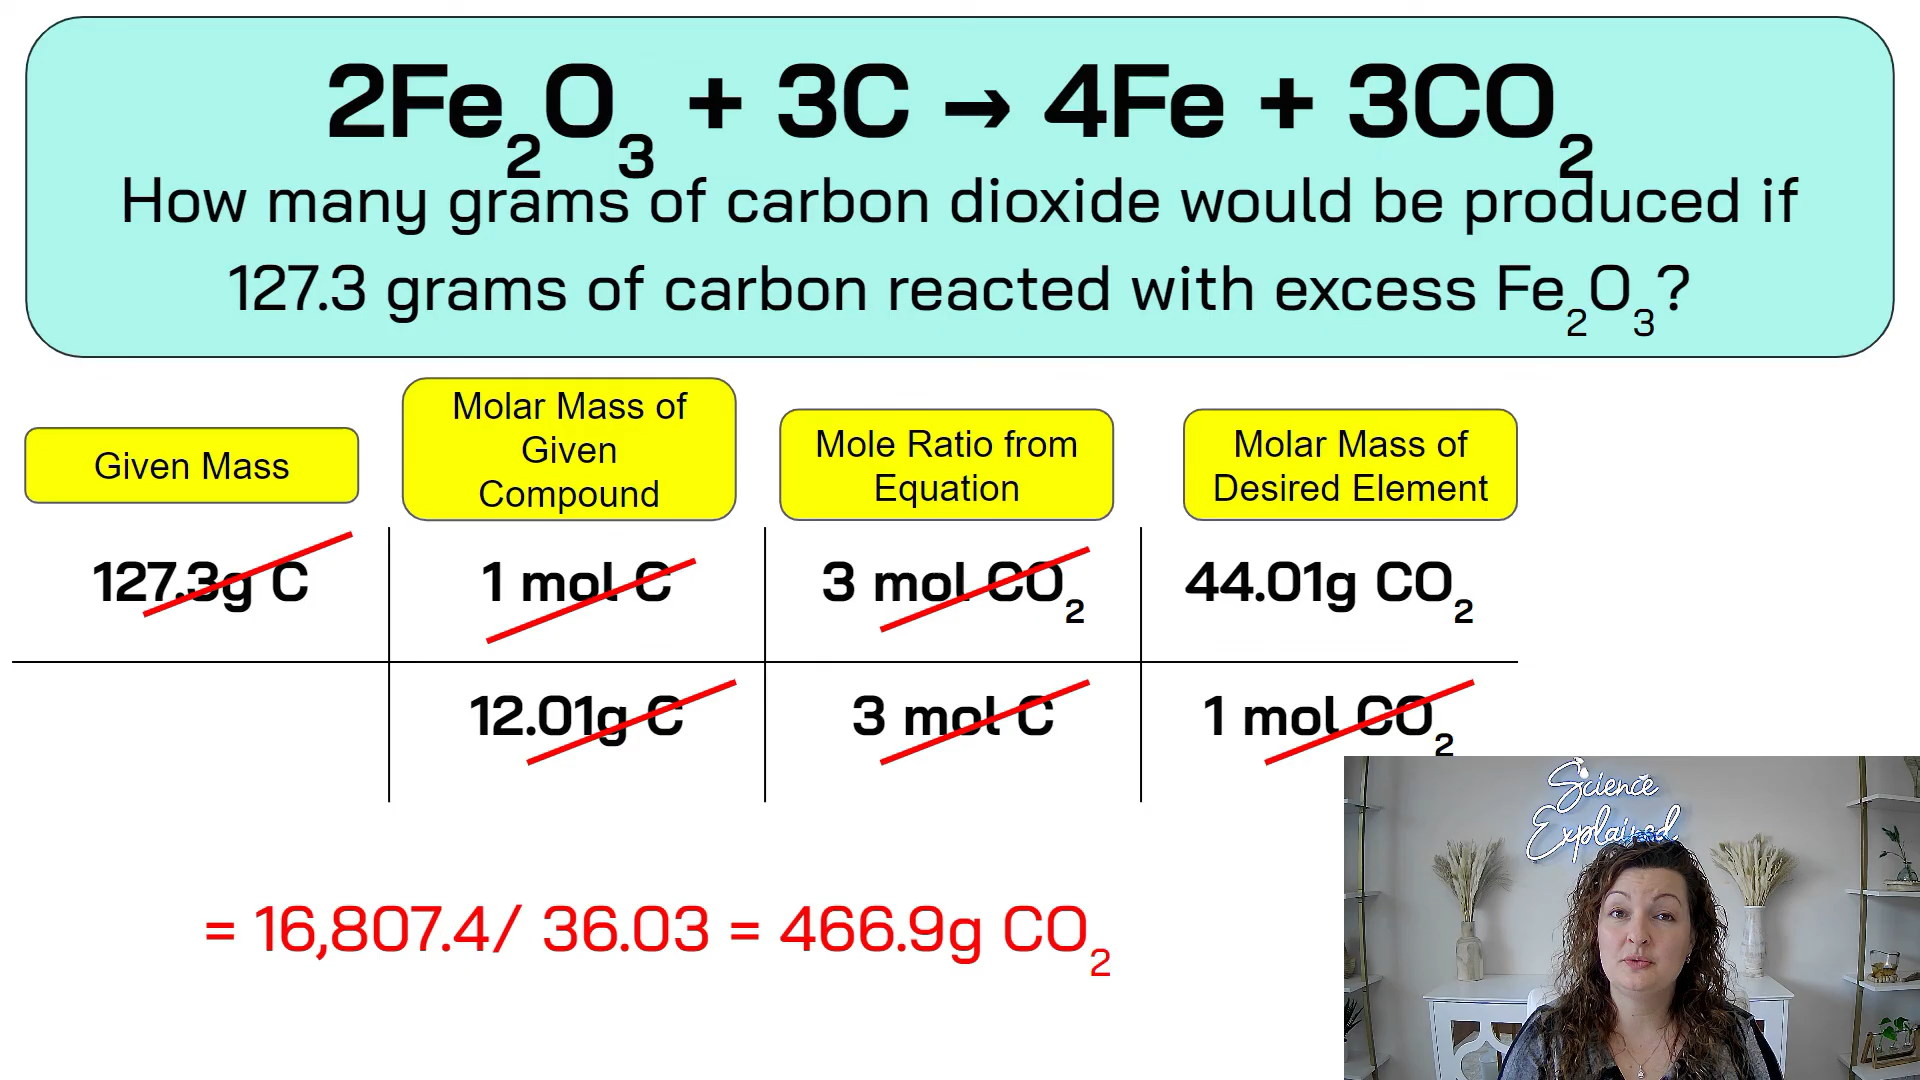 2Fe₂O₃ + 3C → 4Fe + 3CO₂
How many grams of carbon dioxide would be produced if
127.3 grams of carbon reacted with excess Fe₂O₃?
Given Mass
Molar Mass of
Given
Compound
Mole Ratio from
Equation
Molar Mass of
Desired Element
127.3g C
1 mol C
3 mol CO₂
44.01g CO₂
12.01g C
3 mol C
1 mol CO₂
= 16,807.4/ 36.03 = 466.9g CO₂
Science
Explained